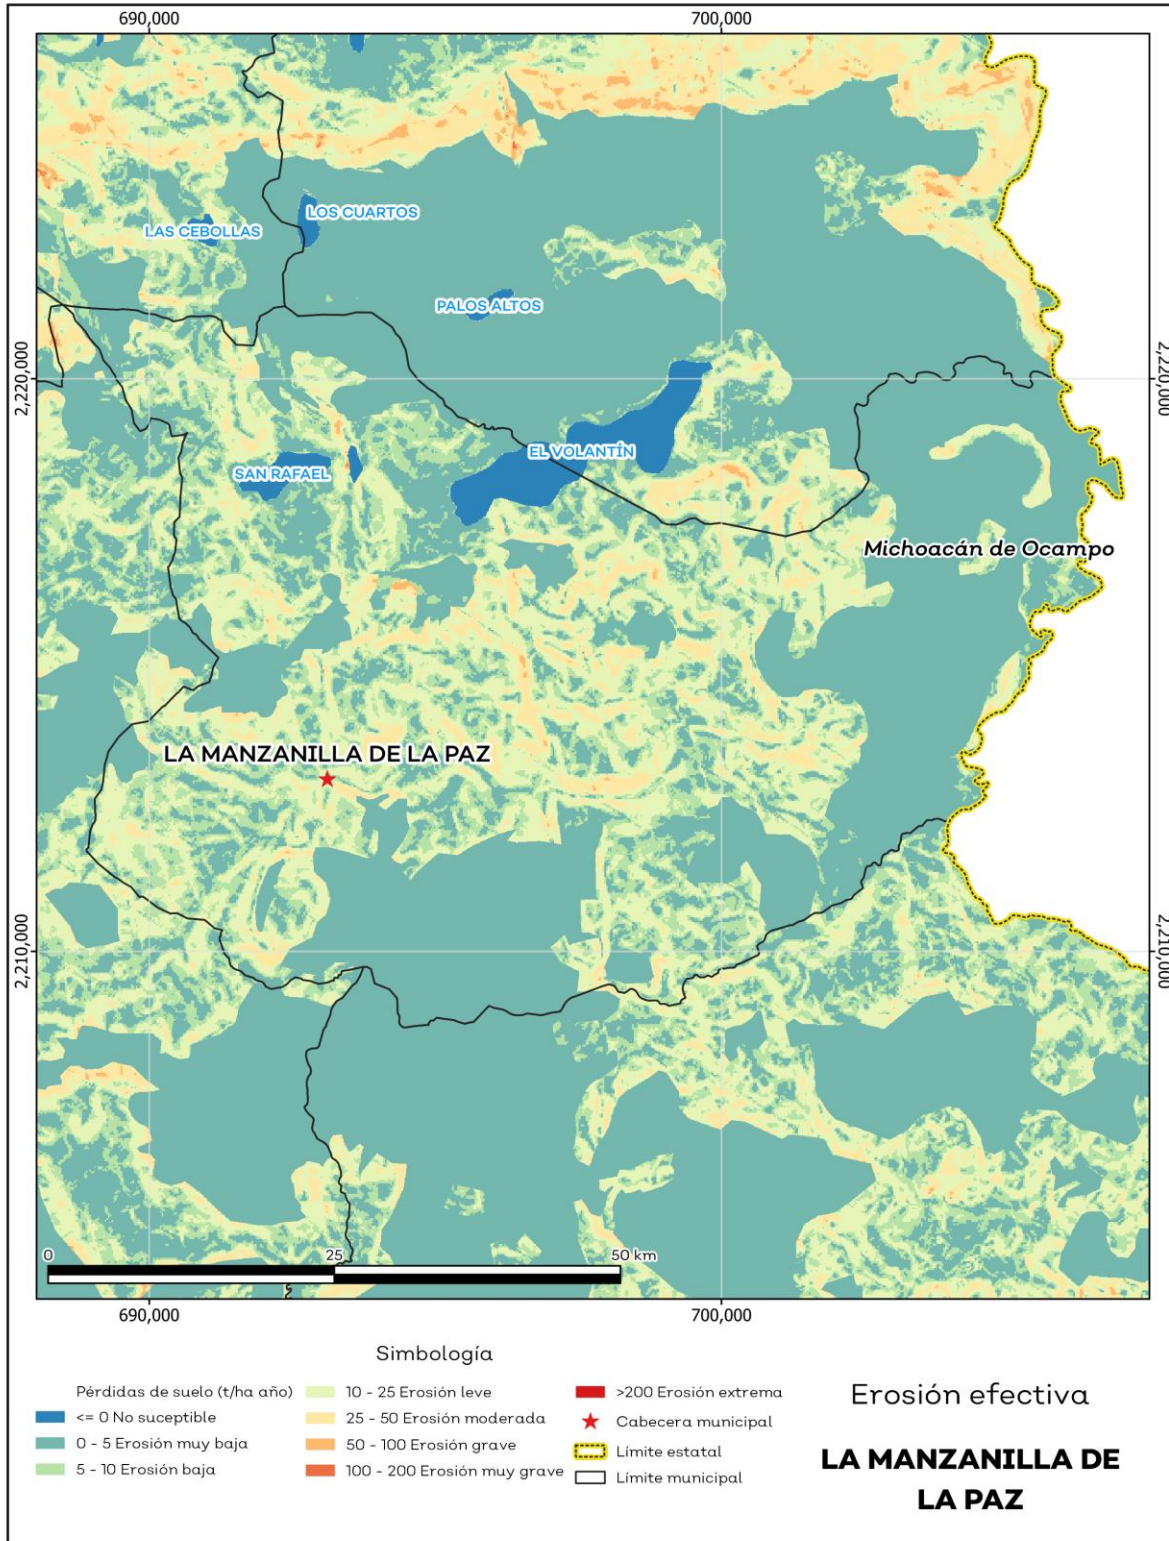 690,000
700,000
LAS CEBOLLAS
LOS CUARTOS
PALOS ALTOS
2,220,000
2,220,000
EL VOLANTÍN
SAN RAFAEL
Michoacán de Ocampo
LA MANZANILLA DE LA PAZ
2,210,000
2,210,000
0
25
50 km
690,000
700,000
Simbología
Pérdidas de suelo (t/ha año)
<= 0 No suceptible
0 - 5 Erosión muy baja
5 - 10 Erosión baja
10 - 25 Erosión leve
25 - 50 Erosión moderada
50 - 100 Erosión grave
100 - 200 Erosión muy grave
>200 Erosión extrema
Cabecera municipal
Límite estatal
Límite municipal
Erosión efectiva
LA MANZANILLA DE
LA PAZ